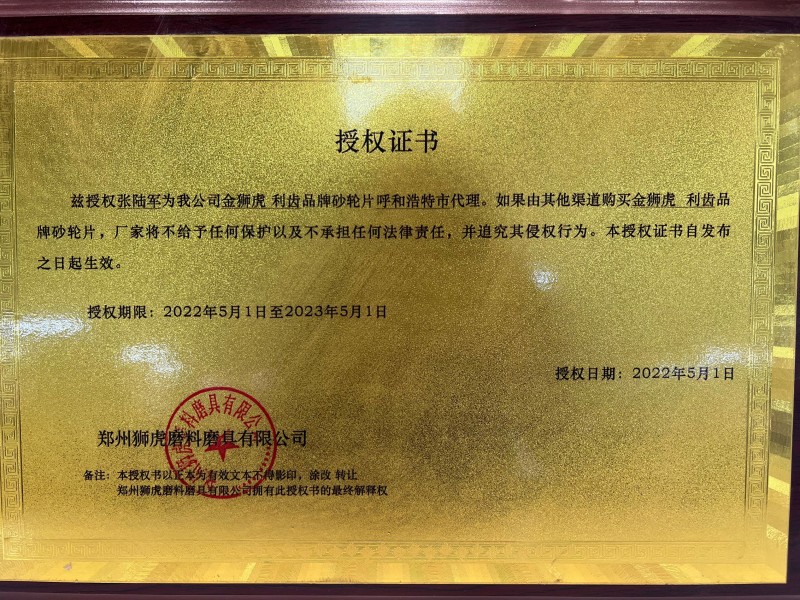 授权证书
兹授权张陆军为我公司金狮虎 利齿品牌砂轮片呼和浩特市代理。如果由其他渠道购买金狮虎 利齿品
牌砂轮片，厂家将不给予任何保护以及不承担任何法律责任，并追究其侵权行为。本授权证书自发布
之日起生效。
授权期限：2022年5月1日至2023年5月1日
授权日期：2022年5月1日
郑州狮虎磨料磨具有限公司
备注：本授权书以正本为有效文本不得影印，涂改 转让
郑州狮虎磨料磨具有限公司拥有此授权书的最终解释权